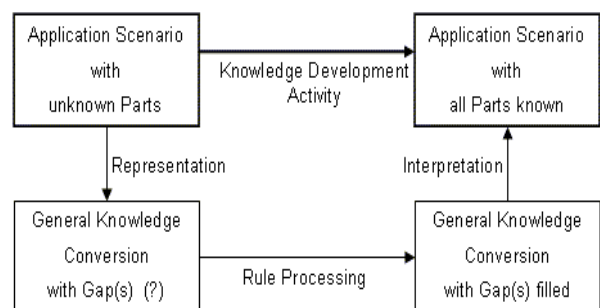 Application Scenario
with
unknown Parts
Knowledge Development
Activity
Application Scenario
with
all Parts known
Representation
Interpretation
General Knowledge
Conversion
with Gap(s) (?)
Rule Processing
General Knowledge
Conversion
with Gap(s) filled